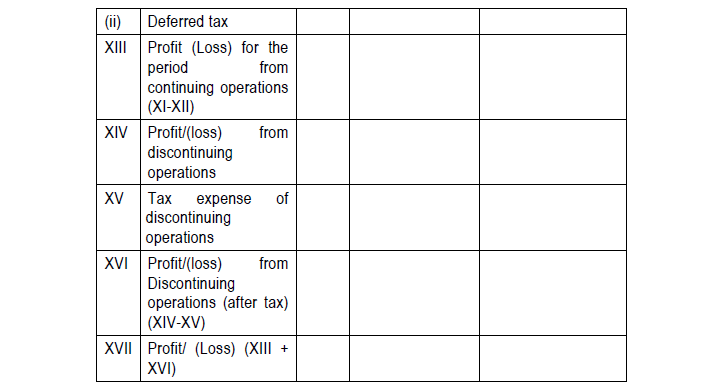 (ii) Deferred tax
XIII Profit (Loss) for the
period from
continuing operations
(XI-XII)
XIV Profit/(loss) from
discontinuing
operations
XV Tax expense of
discontinuing
operations
XVI Profit/(loss) from
Discontinuing
operations (after tax)
(XIV-XV)
XVII Profit/ (Loss) (XIII +
XVI)